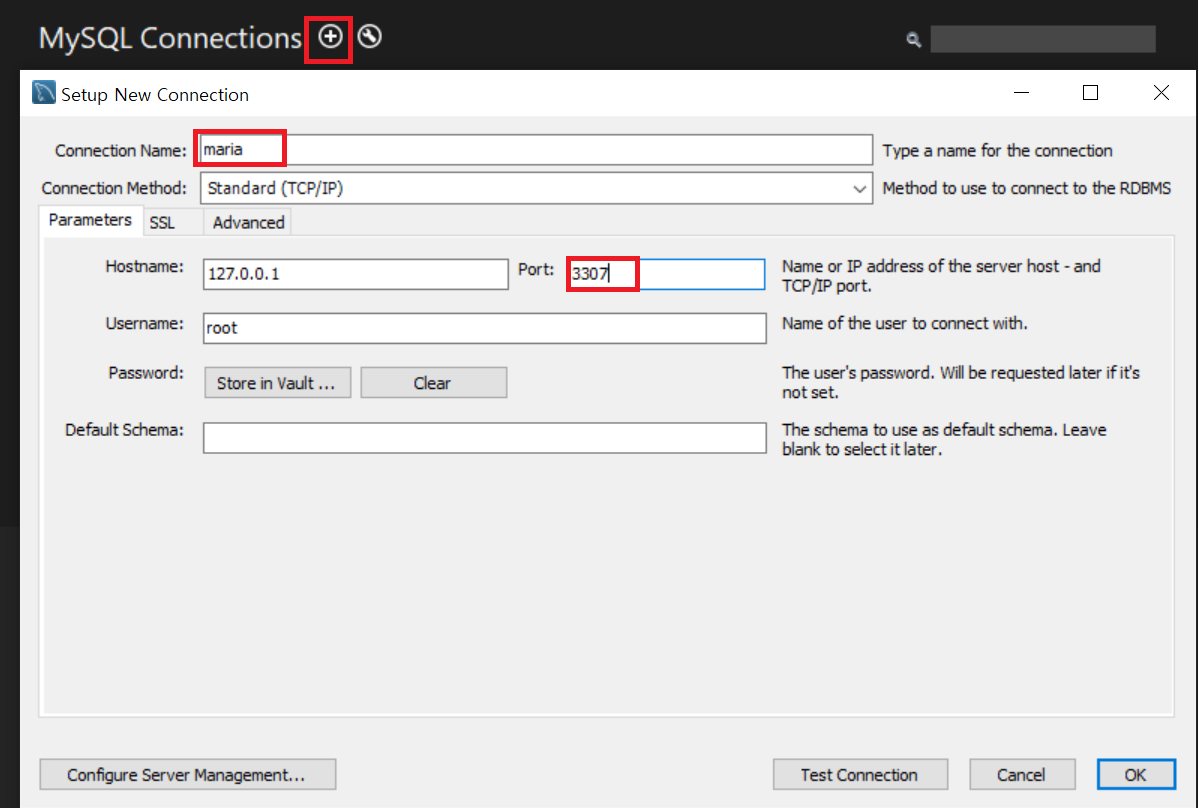 MySQL Connections
Setup New Connection
Connection Name: maria Type a name for the connection
Connection Method: Standard (TCP/IP) Method to use to connect to the RDBMS
Parameters SSL Advanced
Hostname: 127.0.0.1 Port: 3307 Name or IP address of the server host - and
TCP/IP port.
Username: root Name of the user to connect with.
Password: Store in Vault ... Clear The user's password. Will be requested later if it's
not set.
Default Schema: The schema to use as default schema. Leave
blank to select it later.
Configure Server Management... Test Connection Cancel OK